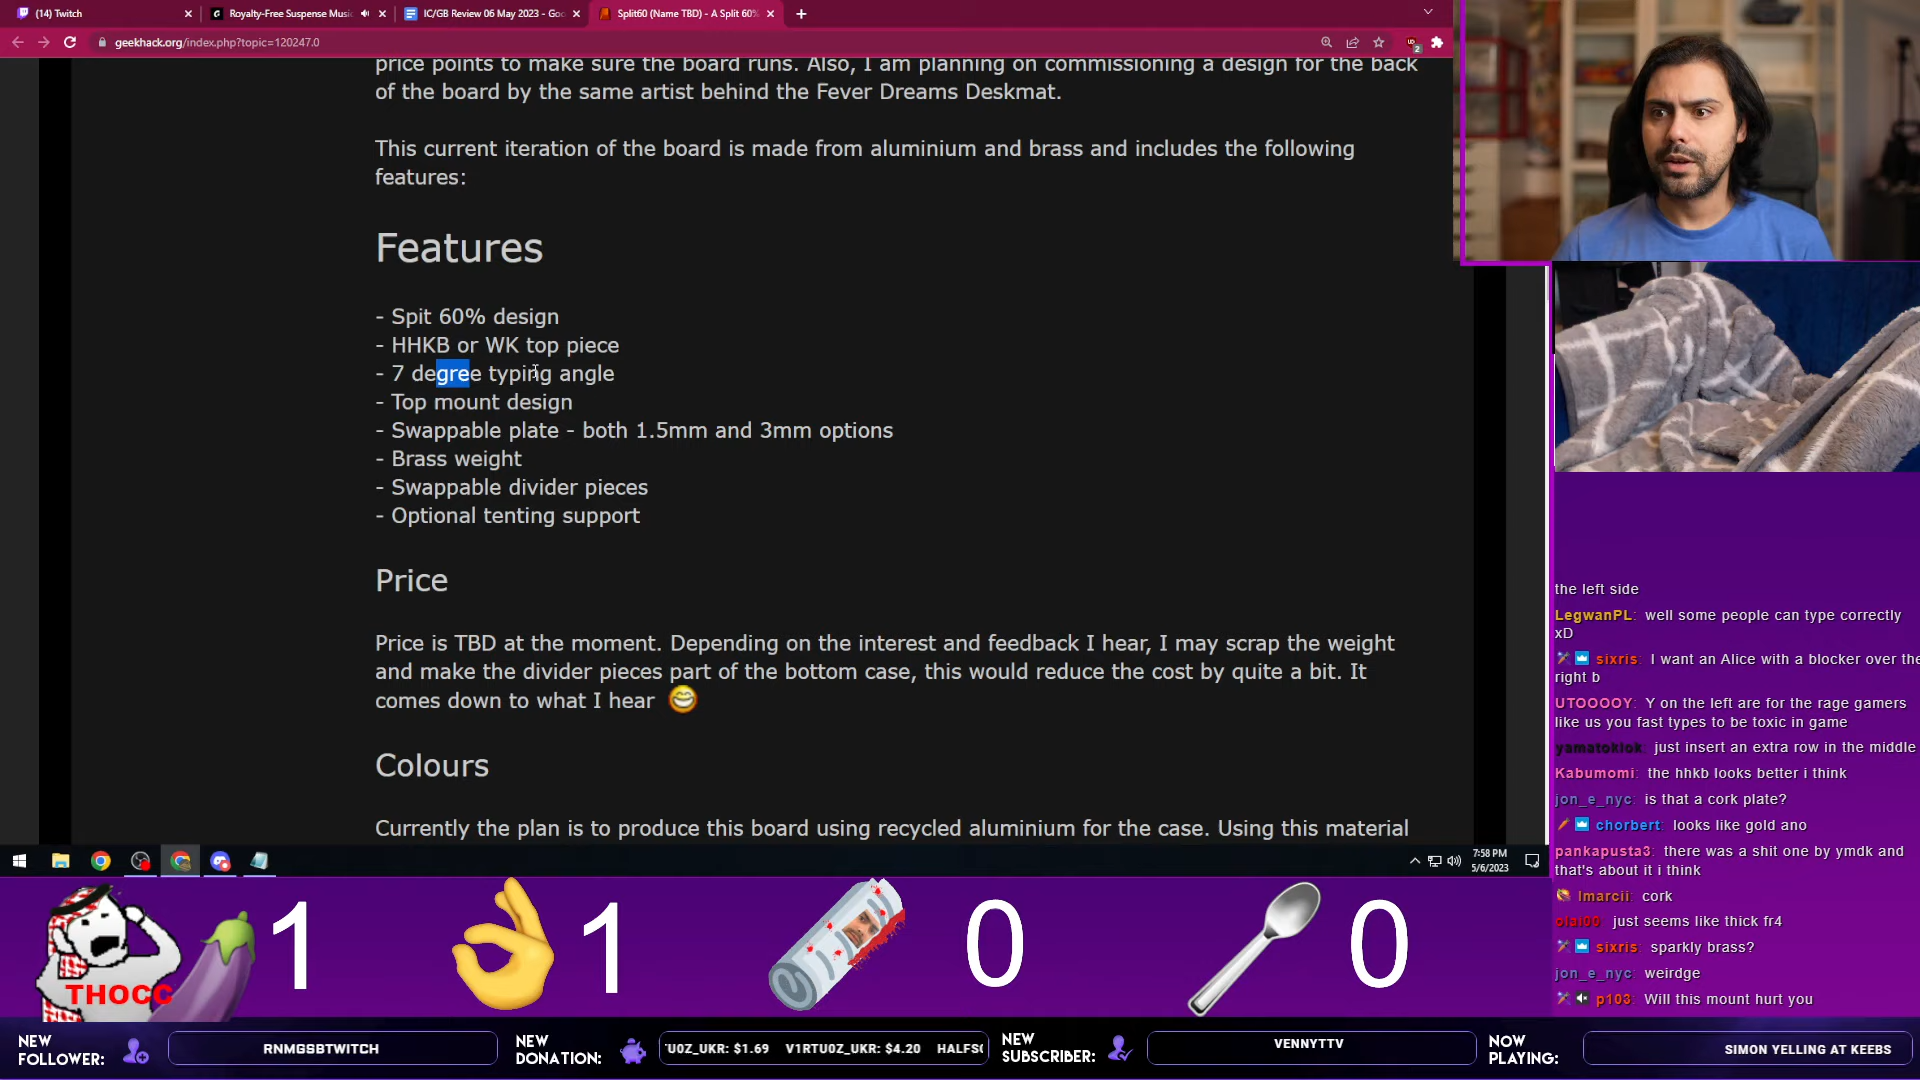 (14) Twitch
Royalty-Free Suspense Music
IC/GB Review 06 May 2023 - Goo
Split60 (Name TBD) - A Split 60%
geekhack.org/index.php?topic=120247.0
2
price points to make sure the board runs. Also, I am planning on commissioning a design for the back
of the board by the same artist behind the Fever Dreams Deskmat.
This current iteration of the board is made from aluminium and brass and includes the following
features:
Features
- Spit 60% design
- HHKB or WK top piece
- 7 degree typing angle
- Top mount design
- Swappable plate - both 1.5mm and 3mm options
- Brass weight
- Swappable divider pieces
- Optional tenting support
Price
Price is TBD at the moment. Depending on the interest and feedback I hear, I may scrap the weight
and make the divider pieces part of the bottom case, this would reduce the cost by quite a bit. It
comes down to what I hear
Colours
Currently the plan is to produce this board using recycled aluminium for the case. Using this material
7:58 PM
5/6/2023
the left side
LegwanPL: well some people can type correctly
xD
sixris: I want an Alice with a blocker over the
right b
UTOOOOY: Y on the left are for the rage gamers
like us you fast types to be toxic in game
yamatokiok: just insert an extra row in the middle
Kabumomi: the hhkb looks better i think
jon_e_nyc: is that a cork plate?
chorbert: looks like gold ano
pankapusta3: there was a shit one by ymdk and
that's about it i think
lmarcii: cork
olai00: just seems like thick fr4
sixris: sparkly brass?
jon_e_nyc: weirdge
p103: Will this mount hurt you
THOCC
1
1
0
0
NEW
FOLLOWER:
RNMGSBTWITCH
NEW
DONATION:
U0Z_UKR: $1.69 V1RTU0Z_UKR: $4.20 HALFS
NEW
SUBSCRIBER:
VENNYTTV
NOW
PLAYING:
SIMON YELLING AT KEEBS